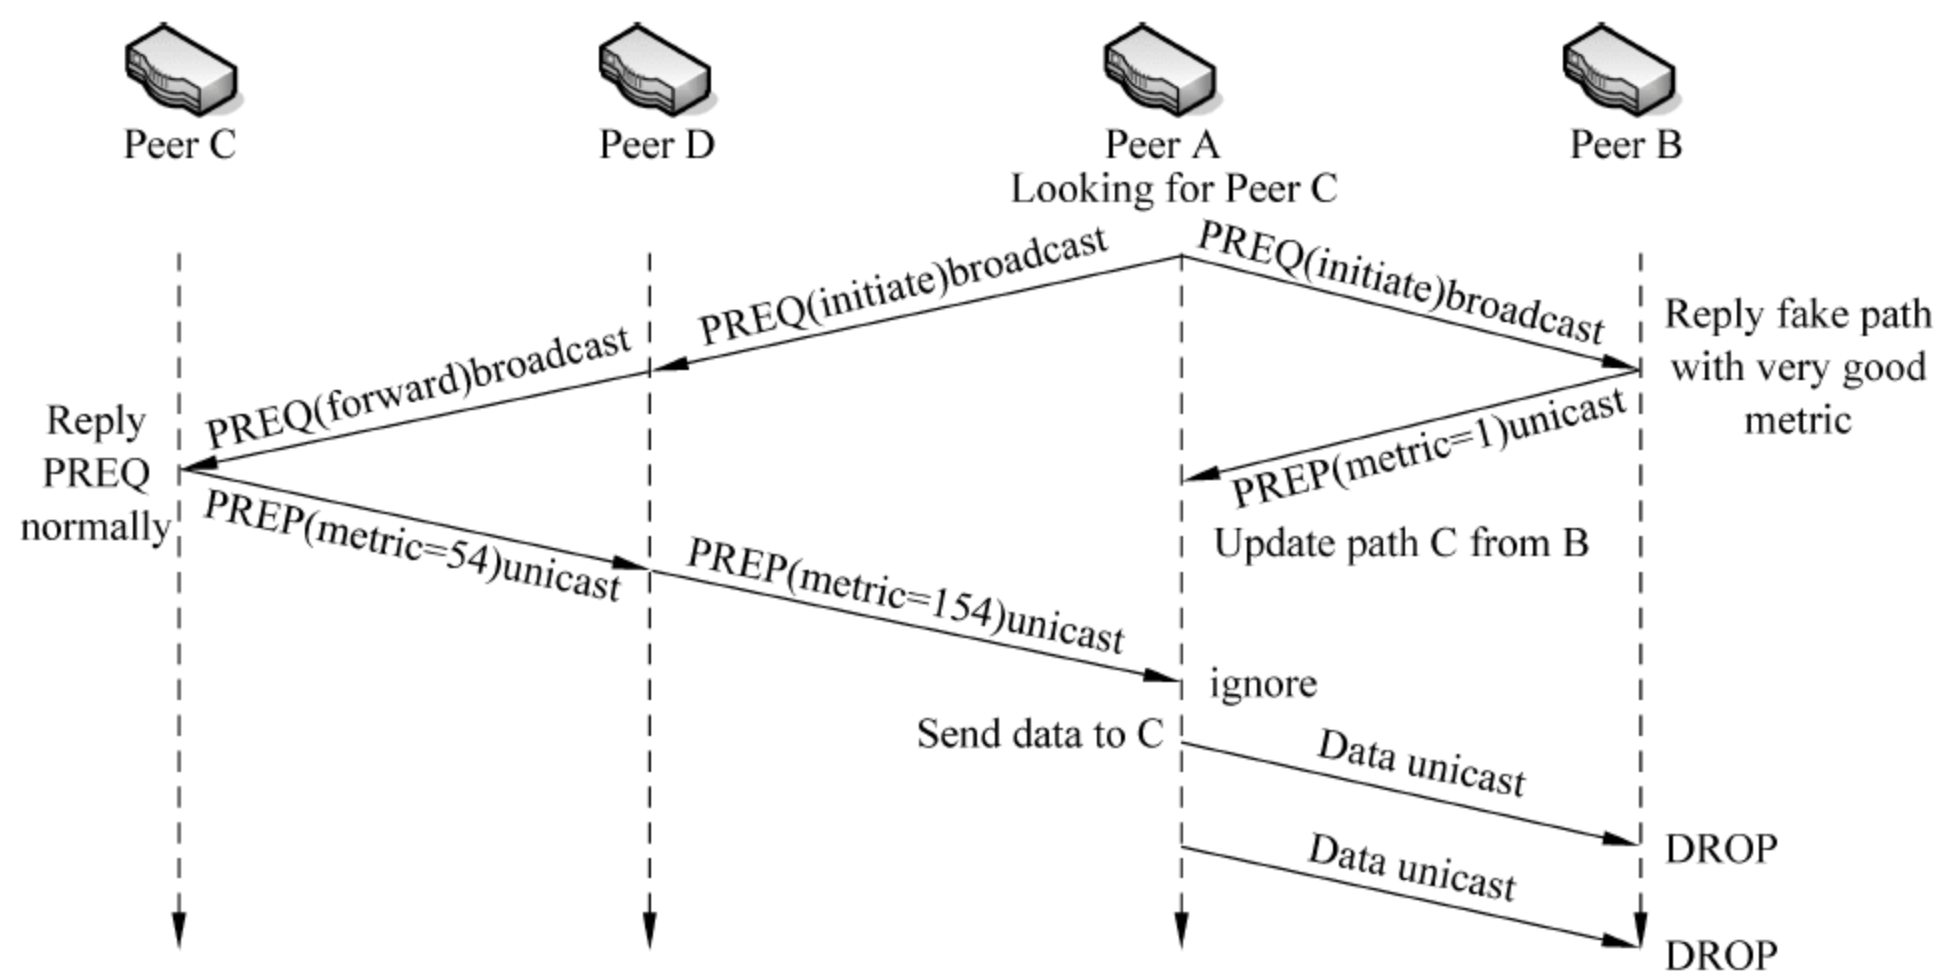 Peer C
Peer D
Peer A
Peer B
Looking for Peer C
PREQ(initiate)broadcast
PREQ(initiate)broadcast
Reply fake path
with very good
metric
PREQ(forward)broadcast
Reply
PREQ
normally
PREP(metric=1)unicast
PREP(metric=54)unicast
Update path C from B
PREP(metric=154)unicast
ignore
Send data to C
Data unicast
DROP
Data unicast
DROP